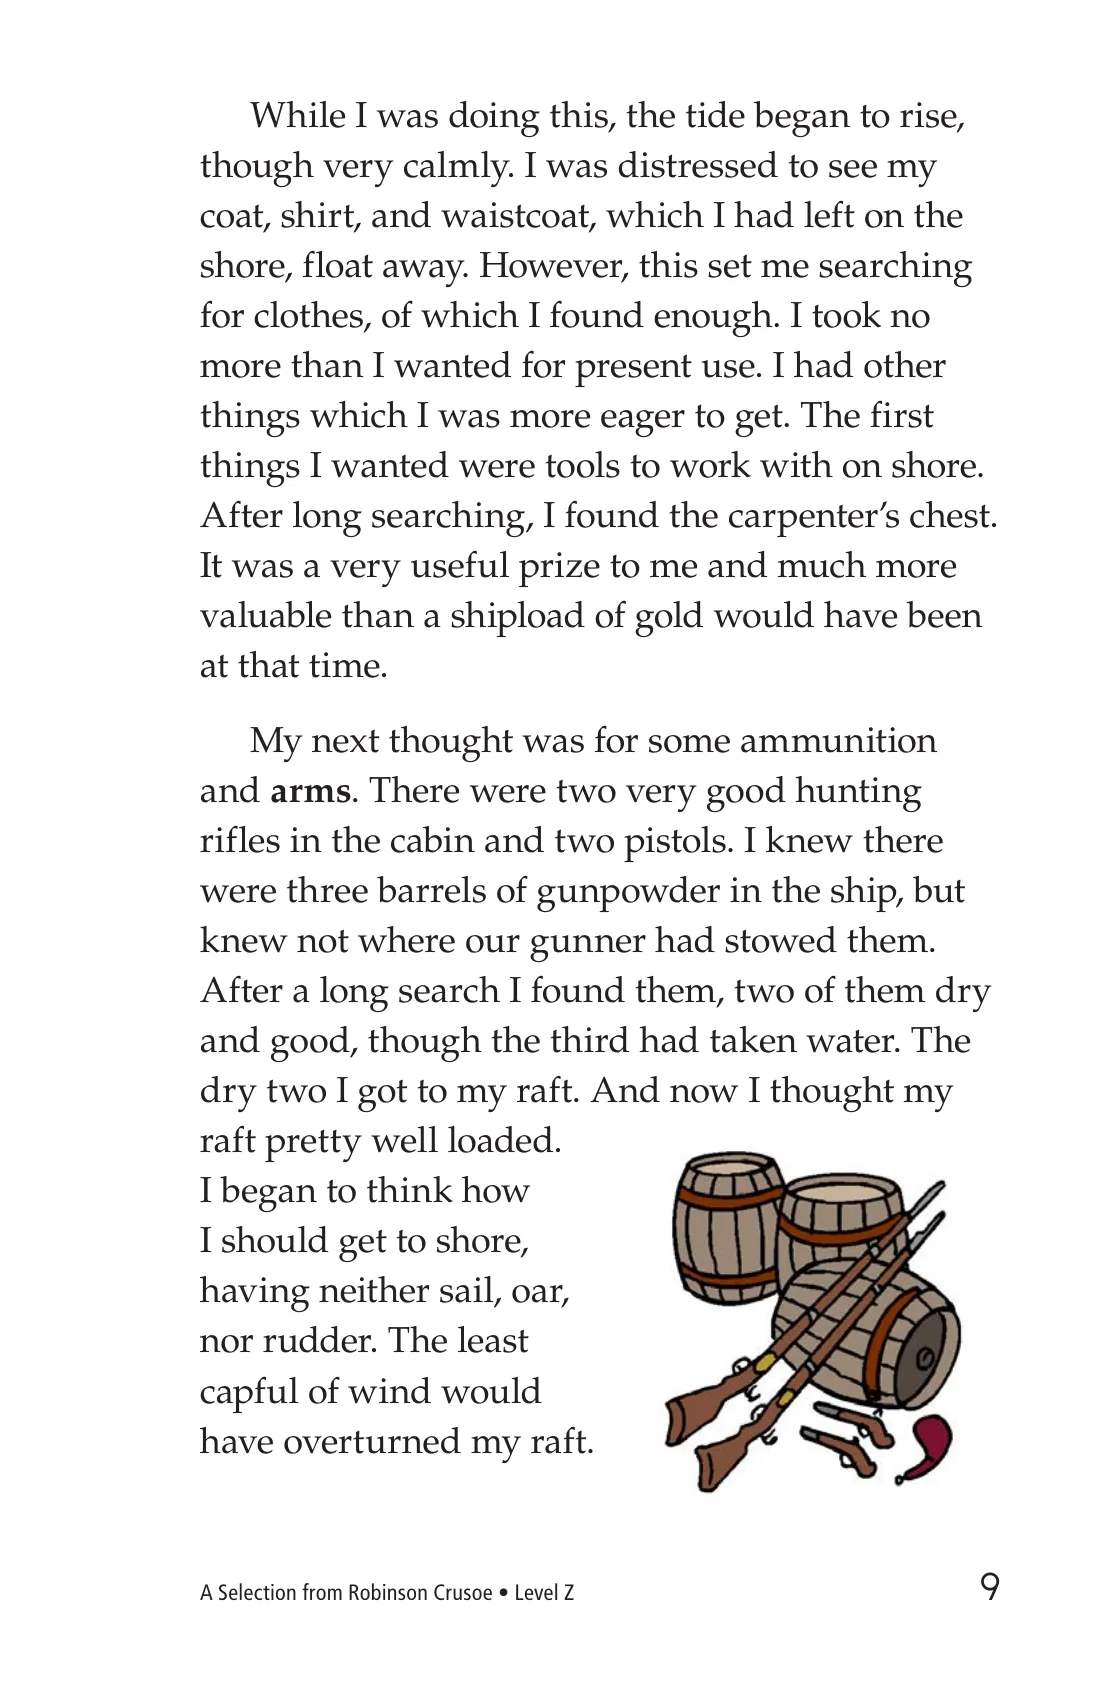 While I was doing this, the tide began to rise,
though very calmly. I was distressed to see my
coat, shirt, and waistcoat, which I had left on the
shore, float away. However, this set me searching
for clothes, of which I found enough. I took no
more than I wanted for present use. I had other
things which I was more eager to get. The first
things I wanted were tools to work with on shore.
After long searching, I found the carpenter’s chest.
It was a very useful prize to me and much more
valuable than a shipload of gold would have been
at that time.
My next thought was for some ammunition
and arms. There were two very good hunting
rifles in the cabin and two pistols. I knew there
were three barrels of gunpowder in the ship, but
knew not where our gunner had stowed them.
After a long search I found them, two of them dry
and good, though the third had taken water. The
dry two I got to my raft. And now I thought my
raft pretty well loaded.
I began to think how
I should get to shore,
having neither sail, oar,
nor rudder. The least
capful of wind would
have overturned my raft.
A Selection from Robinson Crusoe • Level Z
9